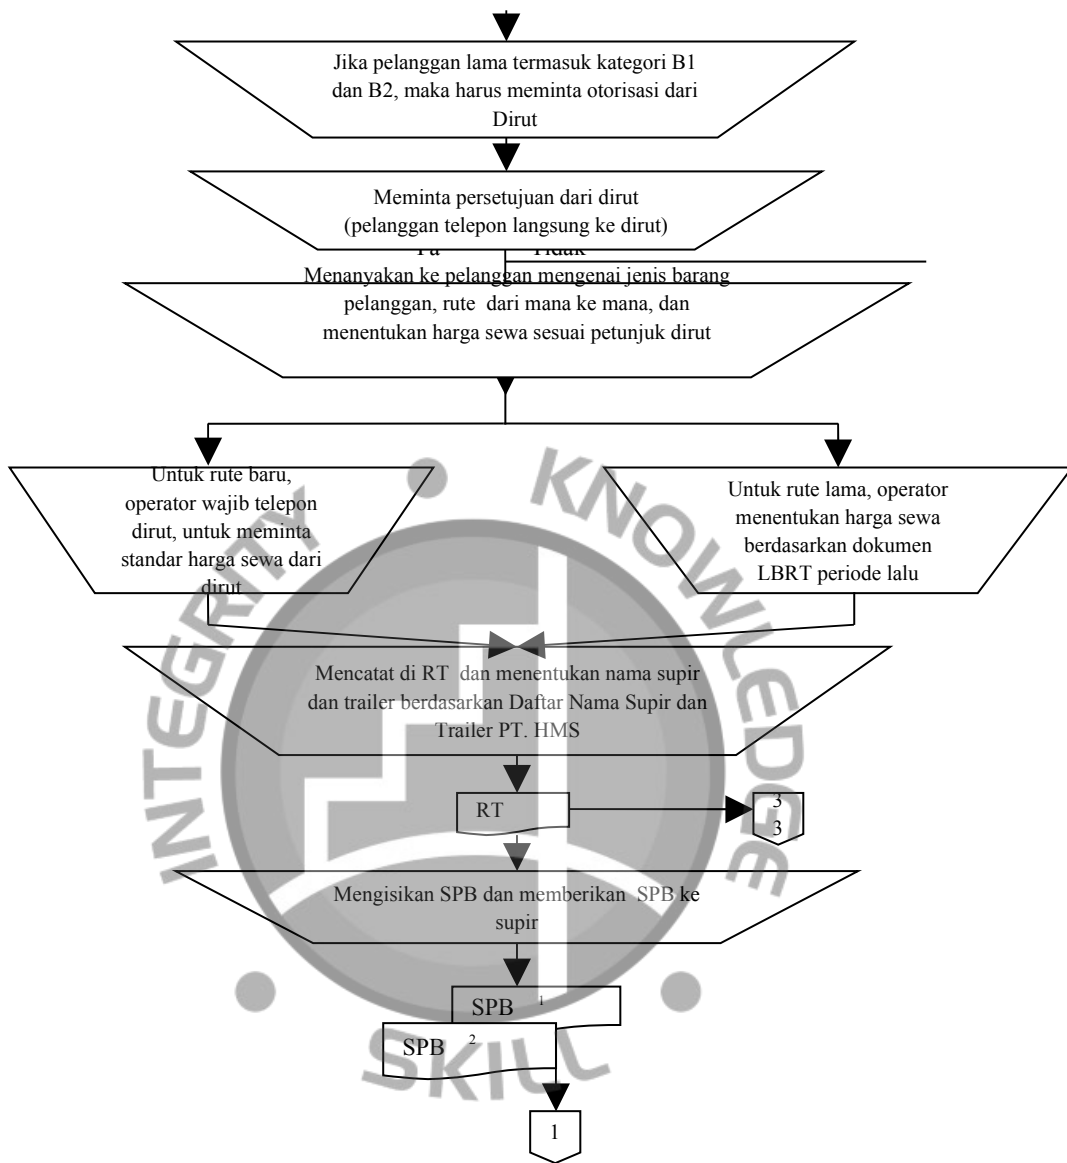 Jika pelanggan lama termasuk kategori B1
dan B2, maka harus meminta otorisasi dari
Dirut
Meminta persetujuan dari dirut
(pelanggan telepon langsung ke dirut)
Tidak
Menanyakan ke pelanggan mengenai jenis barang
pelanggan, rute dari mana ke mana, dan
menentukan harga sewa sesuai petunjuk dirut
Untuk rute baru,
operator wajib telepon
dirut, untuk meminta
standar harga sewa dari
dirut
Untuk rute lama, operator
menentukan harga sewa
berdasarkan dokumen
LBRT periode lalu
Mencatat di RT dan menentukan nama supir
dan trailer berdasarkan Daftar Nama Supir dan
Trailer PT. HMS
RT
3
3
Mengisikan SPB dan memberikan SPB ke
supir
SPB 1
SPB 2
1
INTEGRITY
KNOWLEDGE
SKILL